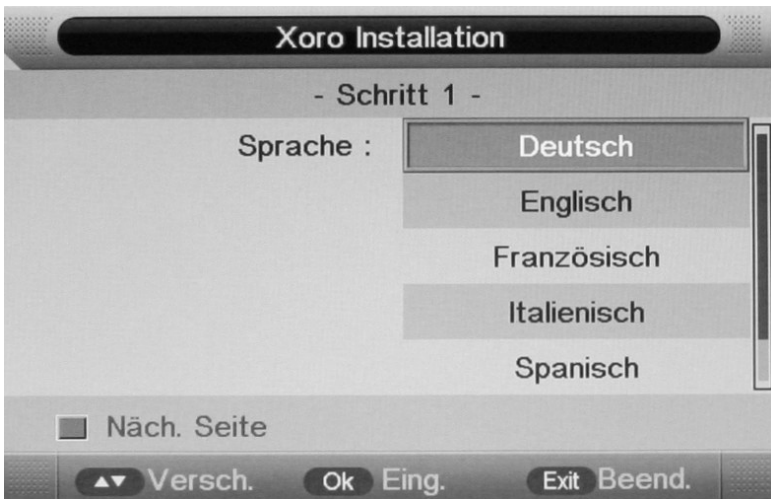 Xoro Installation
- Schritt 1 -
Sprache : Deutsch
Englisch
Französisch
Italienisch
Spanisch
Näch. Seite
▲▼ Versch. Ok Eing. Exit Beend.